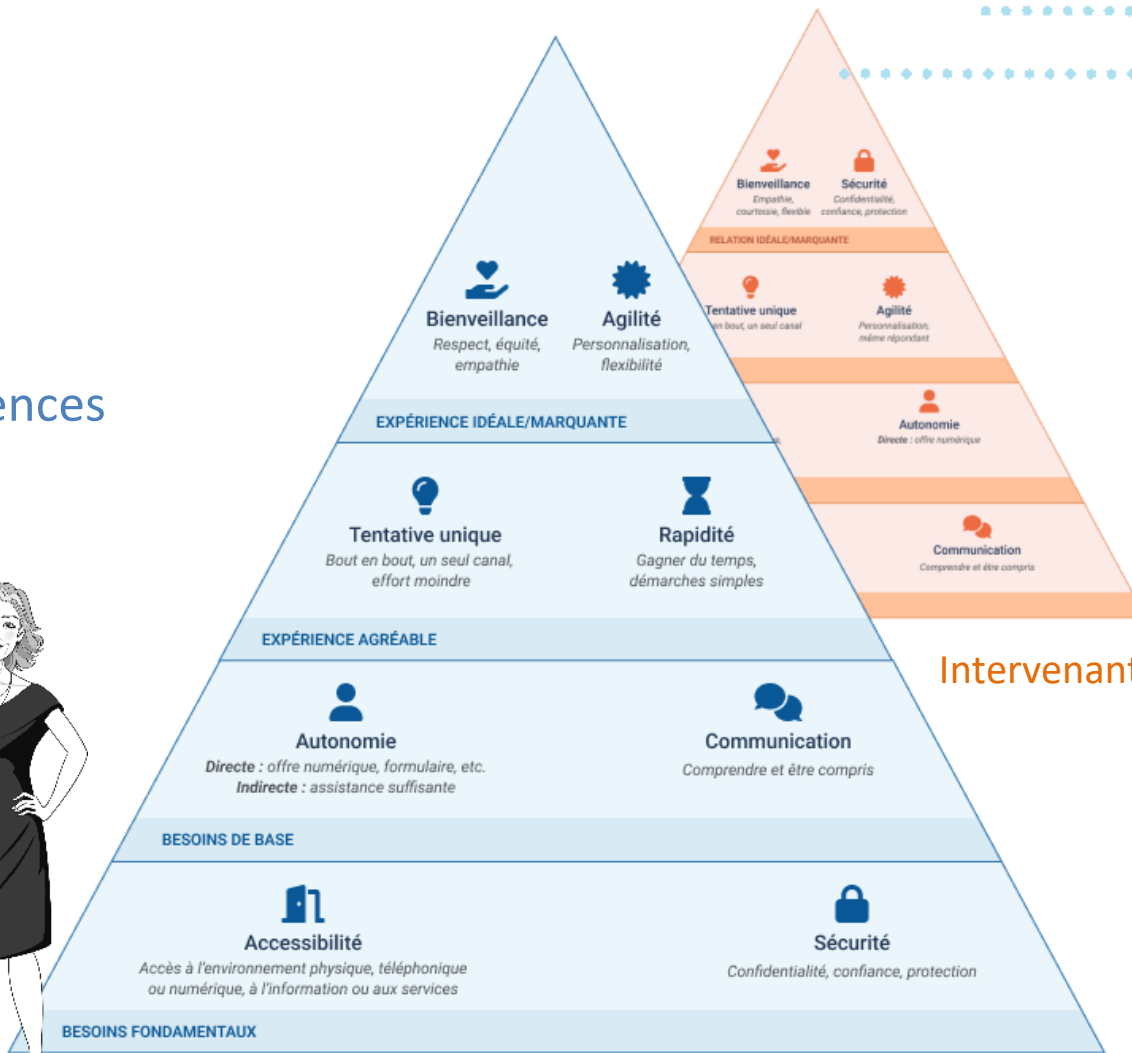 Bienveillance
Respect, équité,
empathie
Agilité
Personnalisation,
flexibilité
EXPÉRIENCE IDÉALE/MARQUANTE
Tentative unique
Bout en bout, un seul canal,
effort moindre
Rapidité
Gagner du temps,
démarches simples
EXPÉRIENCE AGRÉABLE
Autonomie
Directe : offre numérique, formulaire, etc.
Indirecte : assistance suffisante
Communication
Comprendre et être compris
BESOINS DE BASE
Accessibilité
Accès à l'environnement physique, téléphonique
ou numérique, à l'information ou aux services
Sécurité
Confidentialité, confiance, protection
BESOINS FONDAMENTAUX
Bienveillance
Empathie,
courtoisie, flexible
Sécurité
Confidentialité,
confiance, protection
RELATION IDÉALE/MARQUANTE
Tentative unique
en bout, un seul canal
Agilité
Personnalisation,
même répondant
Autonomie
Directe : offre numérique
Communication
Comprendre et être compris
ences
Intervenant